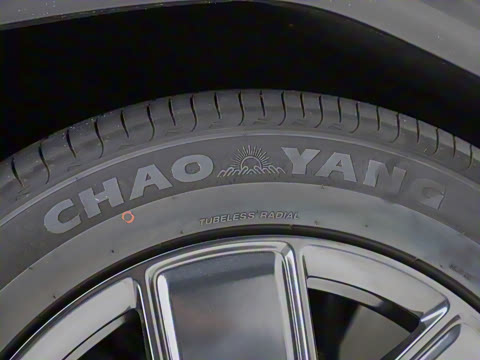 CHAO YANG
TUBELESS RADIAL